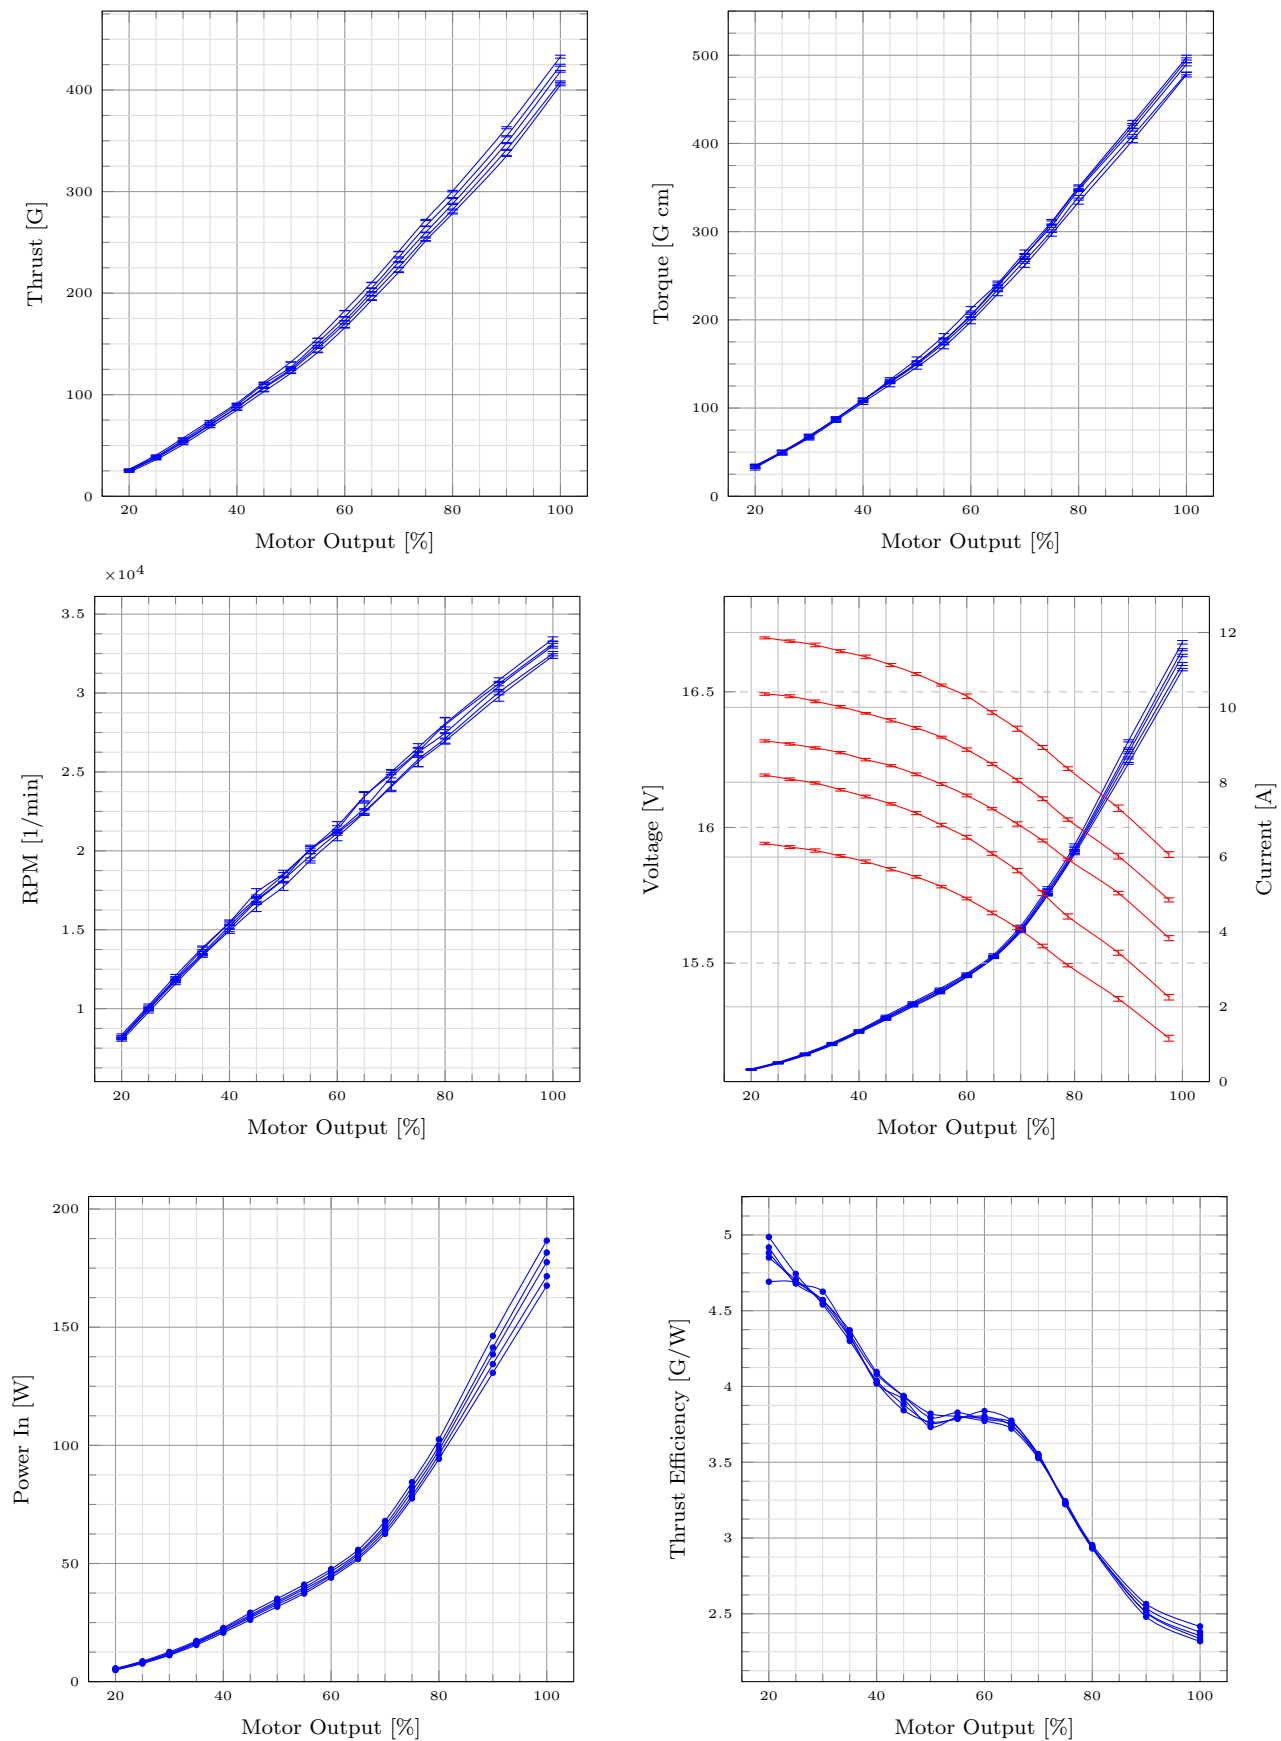 400
300
200
100
0
20 40 60 80 100
Thrust [G]
Motor Output [%]
500
400
300
200
100
0
20 40 60 80 100
Torque [G cm]
Motor Output [%]
×10⁴
3.5
3
2.5
2
1.5
1
20 40 60 80 100
RPM [1/min]
Motor Output [%]
16.5
16
15.5
20 40 60 80 100
Voltage [V]
12
10
8
6
4
2
0
Current [A]
Motor Output [%]
200
150
100
50
0
20 40 60 80 100
Power In [W]
Motor Output [%]
5
4.5
4
3.5
3
2.5
20 40 60 80 100
Thrust Efficiency [G/W]
Motor Output [%]